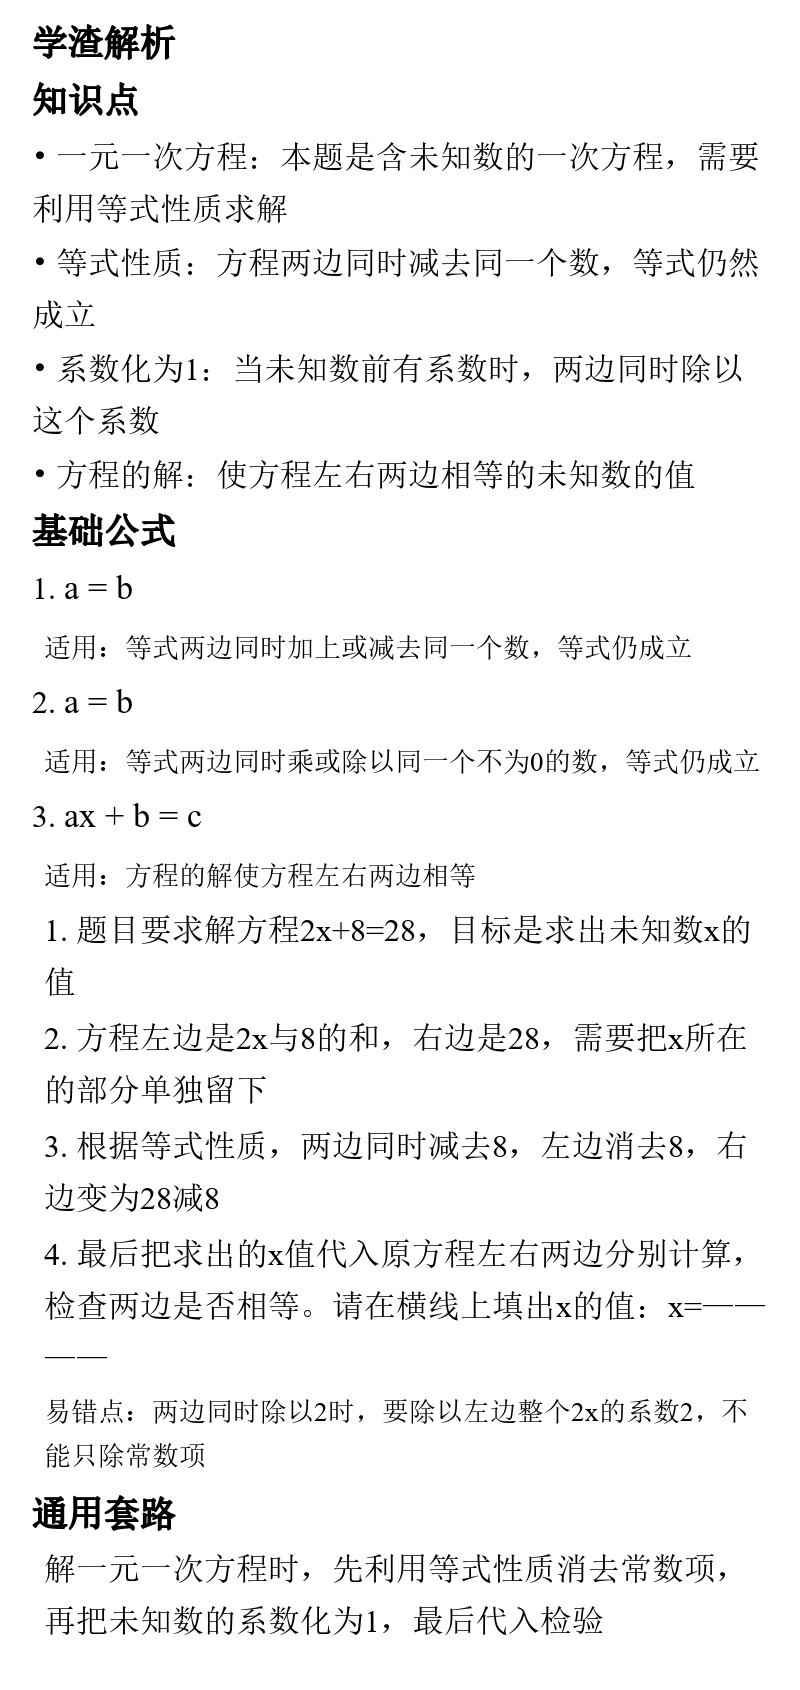 学渣解析
知识点
• 一元一次方程：本题是含未知数的一次方程，需要
利用等式性质求解
• 等式性质：方程两边同时减去同一个数，等式仍然
成立
• 系数化为1：当未知数前有系数时，两边同时除以
这个系数
• 方程的解：使方程左右两边相等的未知数的值
基础公式
1. a = b
适用：等式两边同时加上或减去同一个数，等式仍成立
2. a = b
适用：等式两边同时乘或除以同一个不为0的数，等式仍成立
3. ax + b = c
适用：方程的解使方程左右两边相等
1. 题目要求解方程2x+8=28，目标是求出未知数x的
值
2. 方程左边是2x与8的和，右边是28，需要把x所在
的部分单独留下
3. 根据等式性质，两边同时减去8，左边消去8，右
边变为28减8
4. 最后把求出的x值代入原方程左右两边分别计算，
检查两边是否相等。请在横线上填出x的值：x=——
——
易错点：两边同时除以2时，要除以左边整个2x的系数2，不
能只除常数项
通用套路
解一元一次方程时，先利用等式性质消去常数项，
再把未知数的系数化为1，最后代入检验